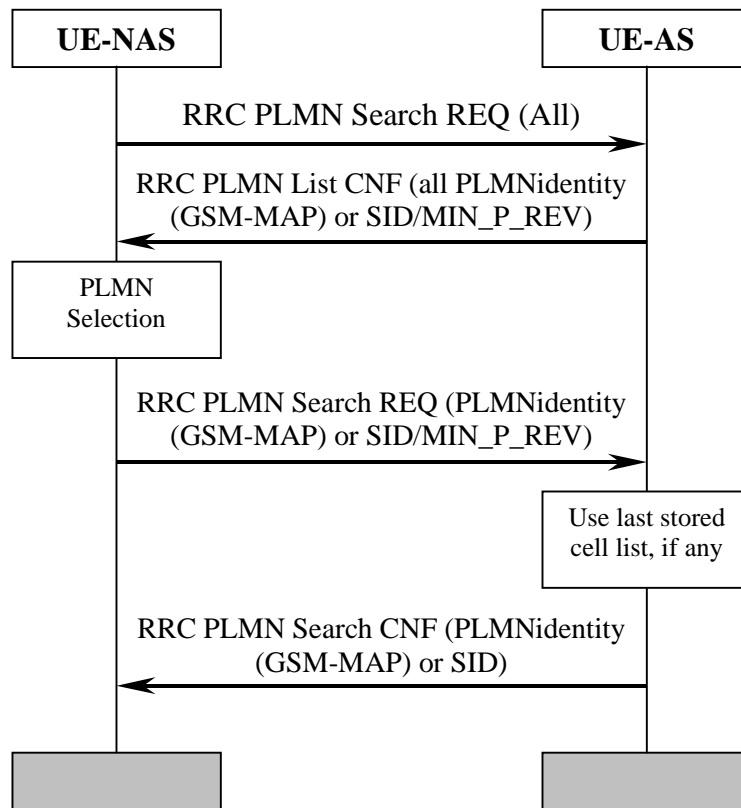 UE-NAS
UE-AS
RRC PLMN Search REQ (All)
RRC PLMN List CNF (all PLMNidentity
(GSM-MAP) or SID/MIN_P_REV)
PLMN
Selection
RRC PLMN Search REQ (PLMNidentity
(GSM-MAP) or SID/MIN_P_REV)
Use last stored
cell list, if any
RRC PLMN Search CNF (PLMNidentity
(GSM-MAP) or SID)